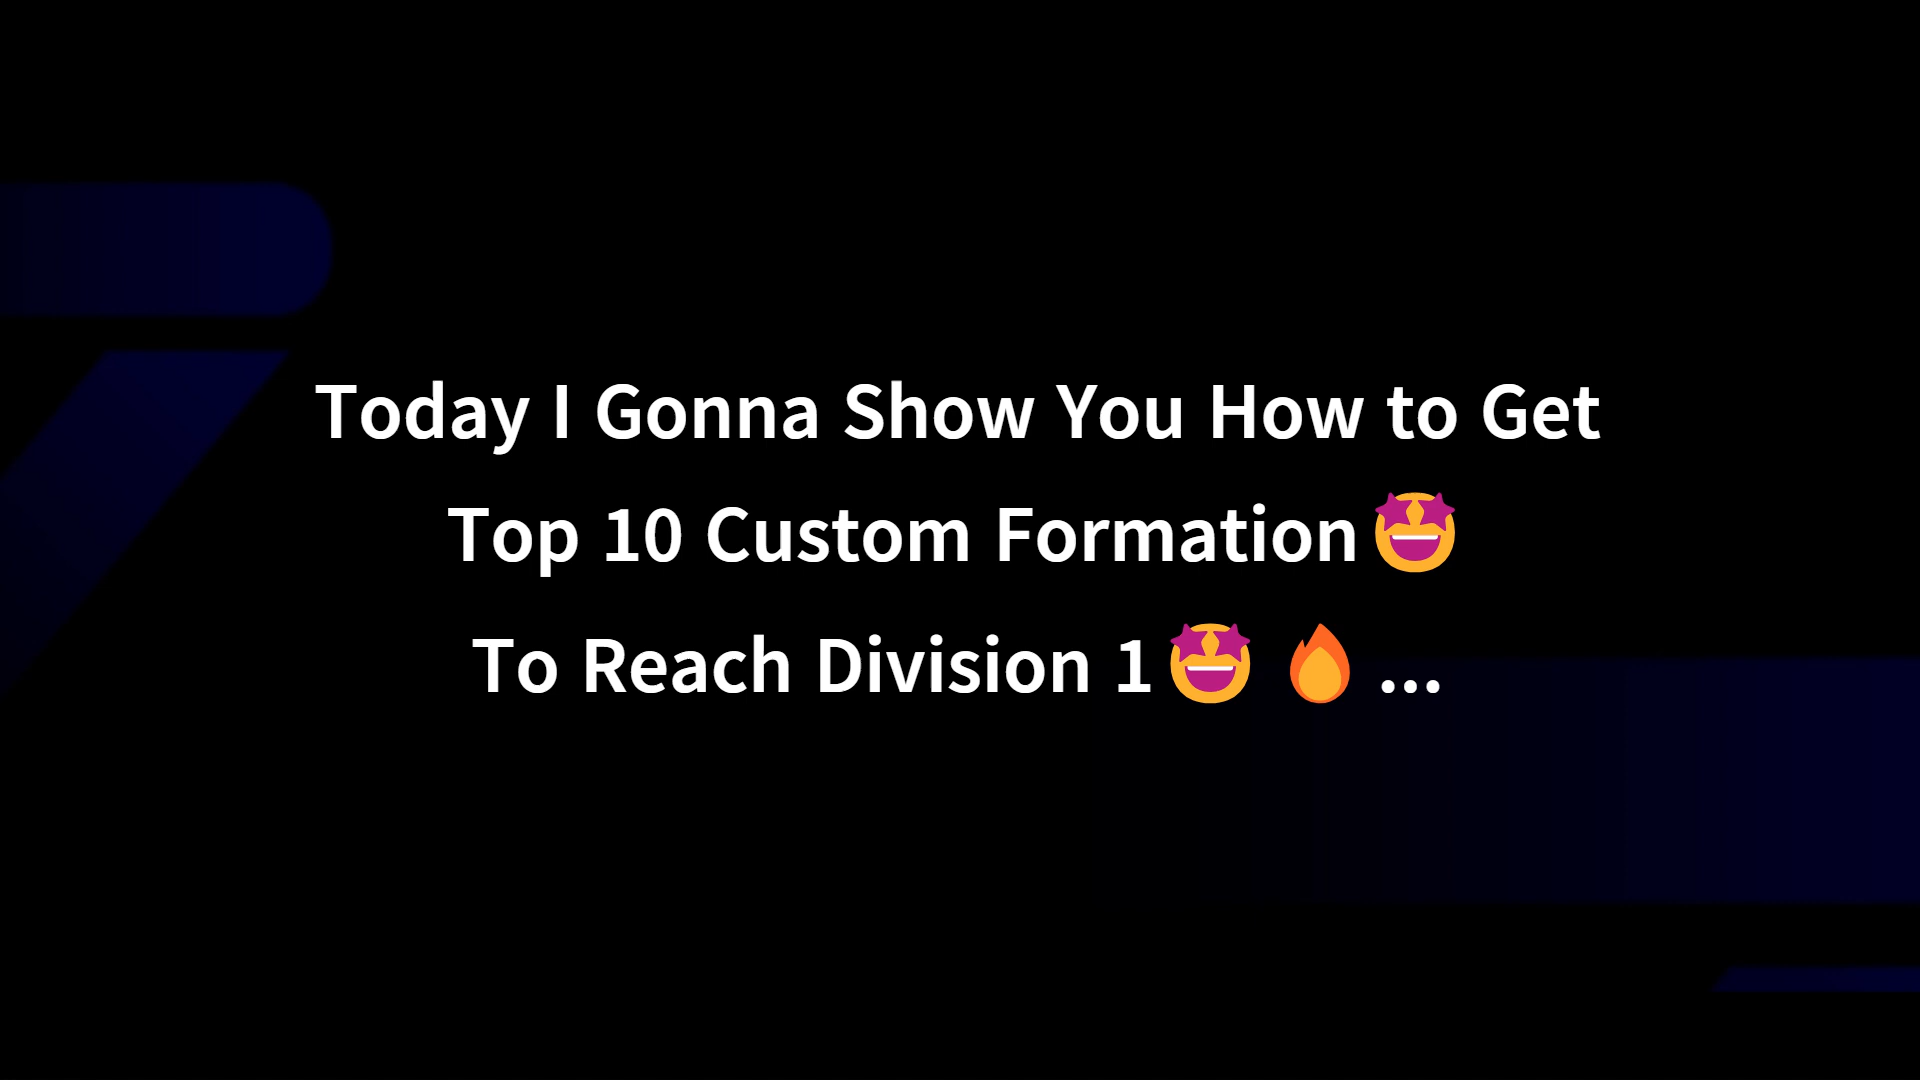 Today I Gonna Show You How to Get
Top 10 Custom Formation🤩
To Reach Division 1🤩 🔥 ...